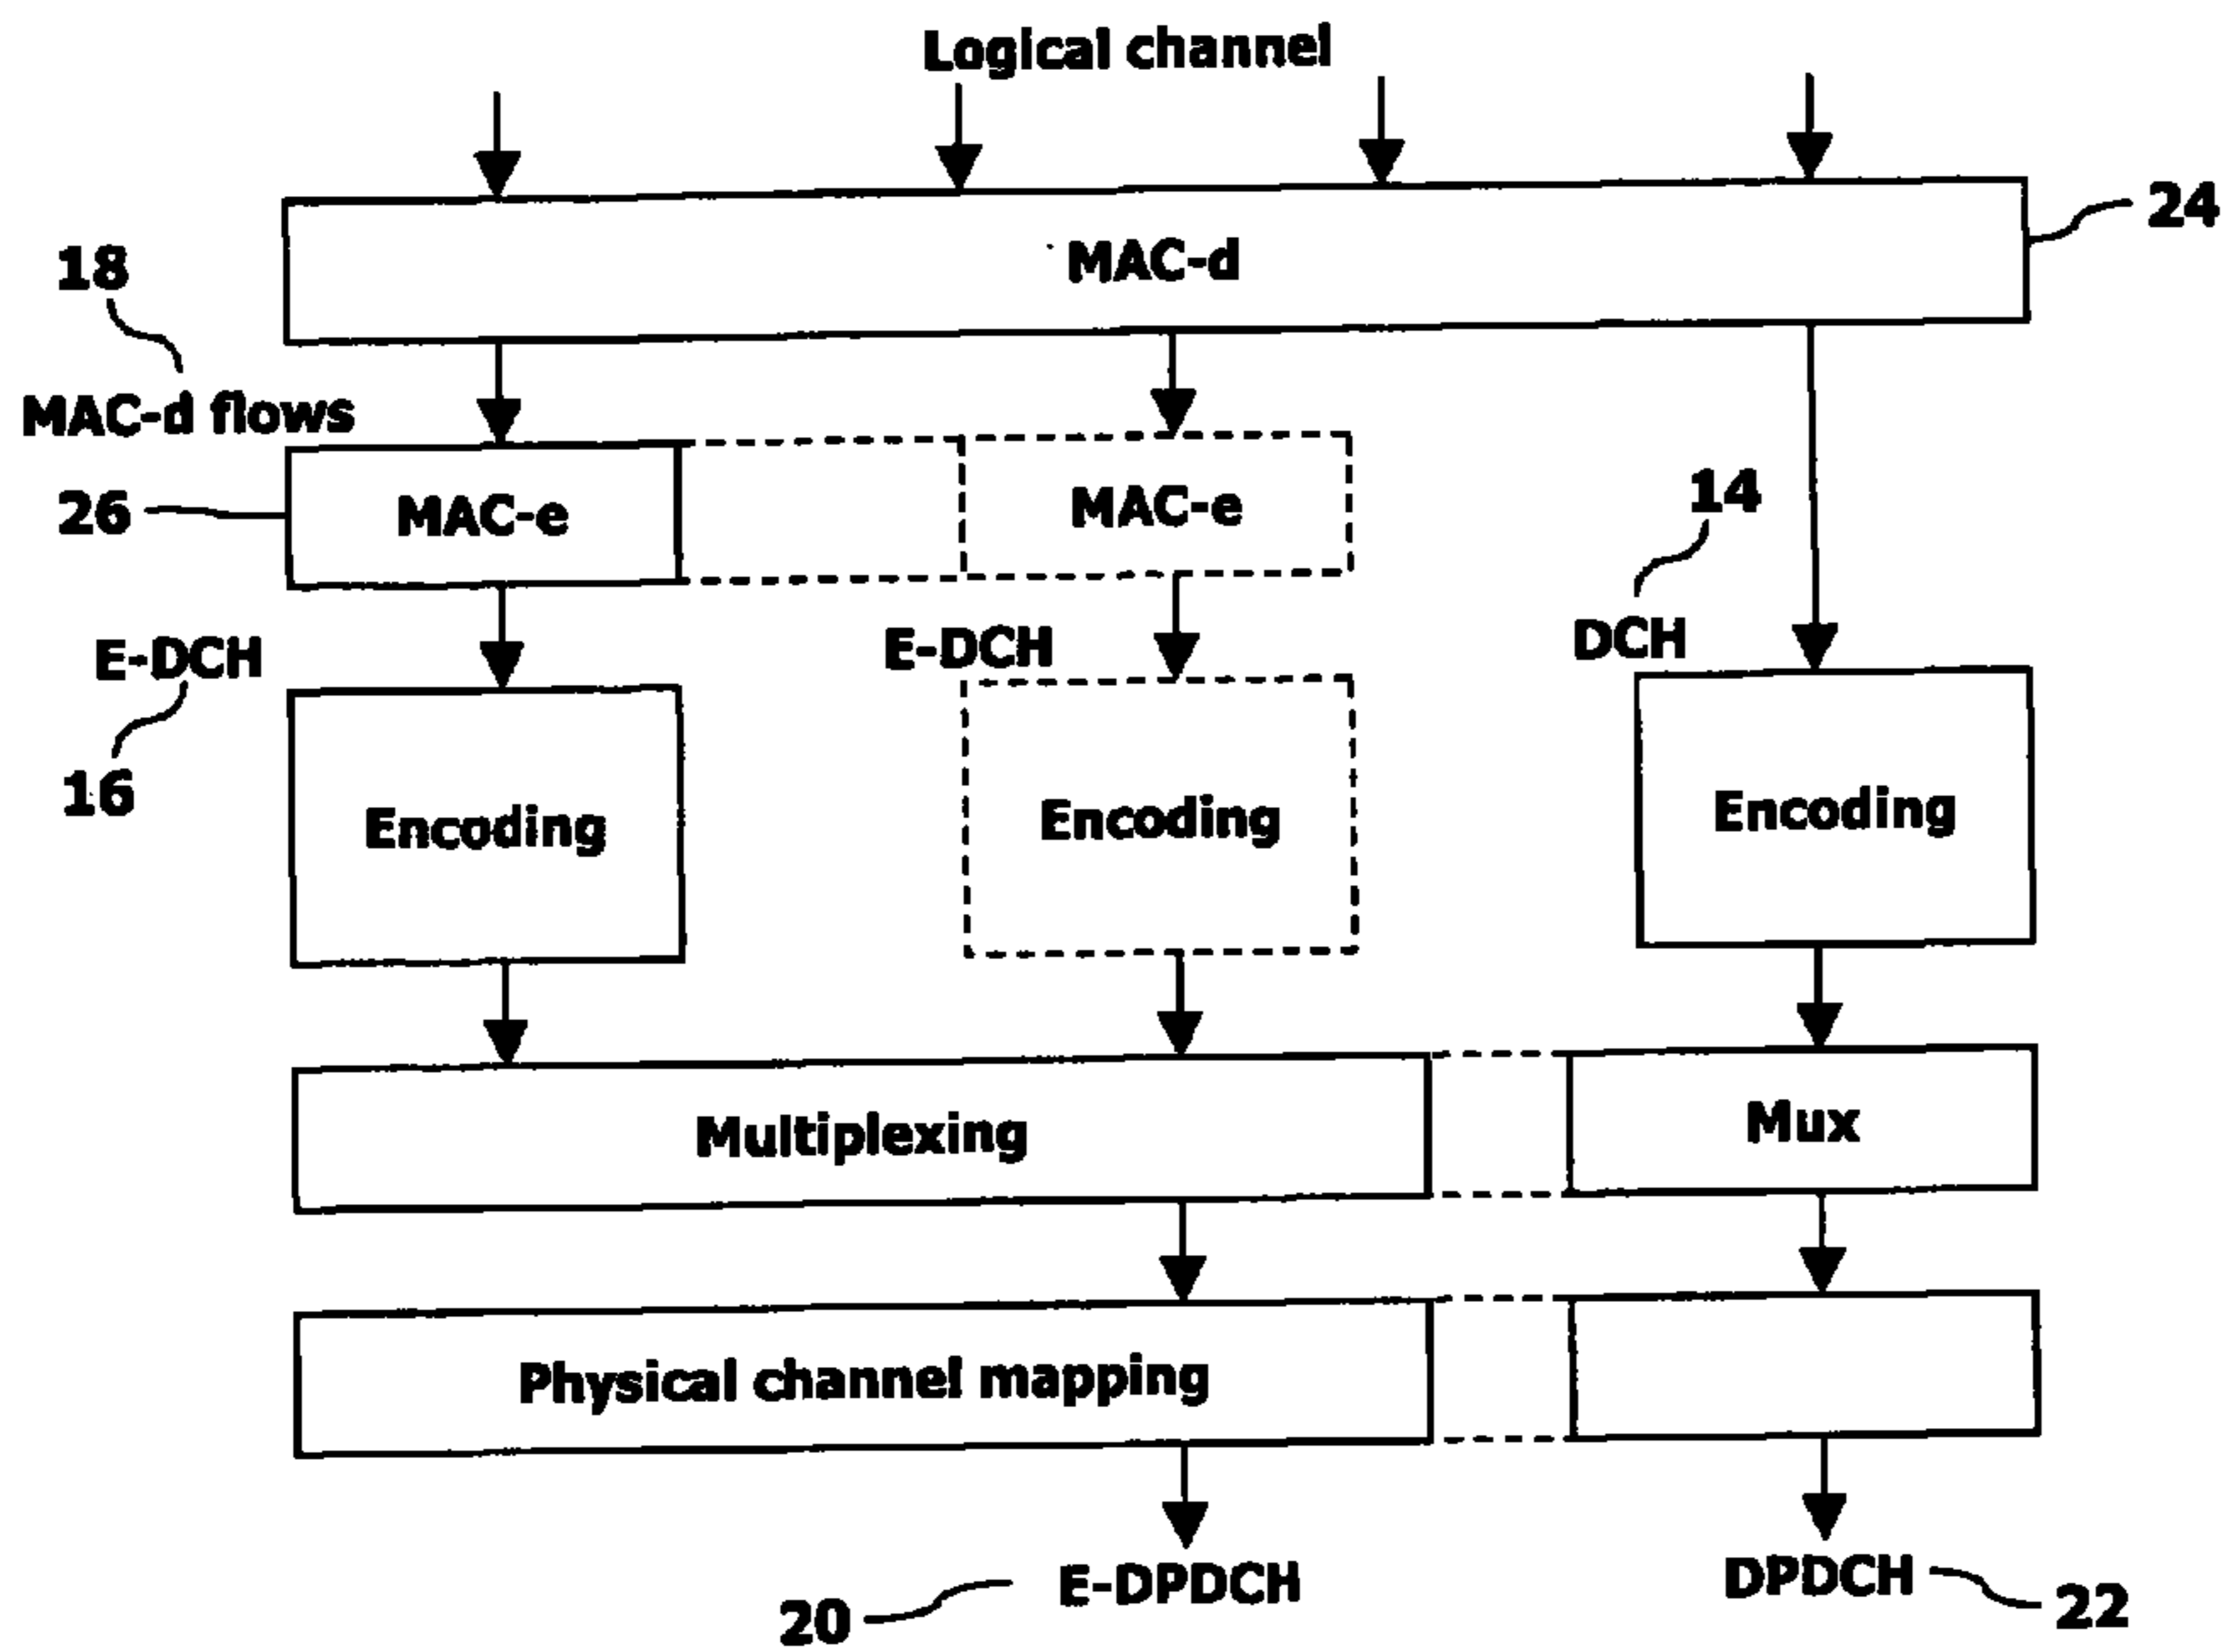 Logical channel
24
MAC-d
18
MAC-d flows
26
MAC-e
MAC-e
14
E-DCH
E-DCH
DCH
16
Encoding
Encoding
Encoding
Multiplexing
Mux
Physical channel mapping
E-DPDCH
DPDCH
20
22